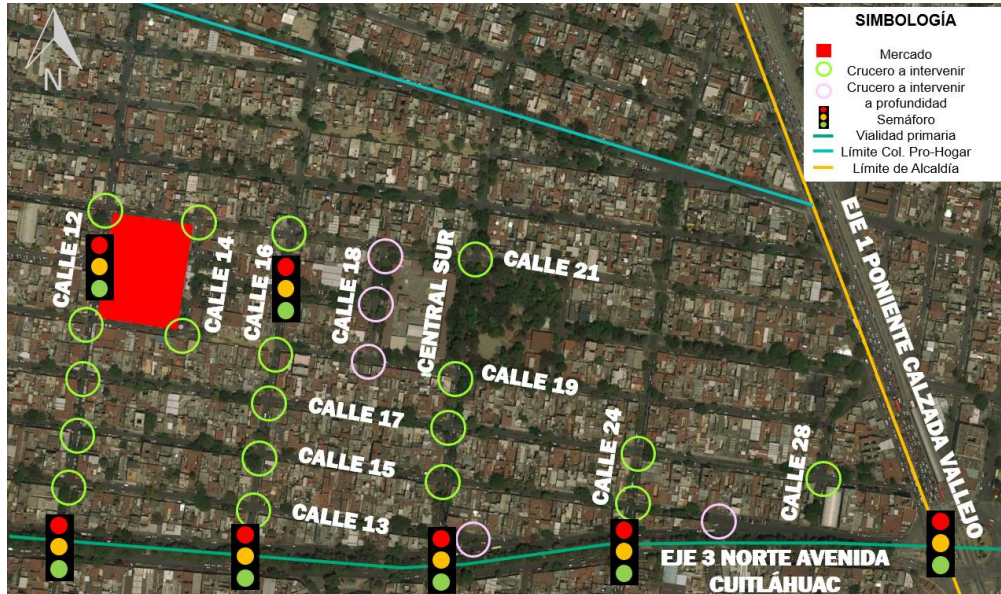 N
SIMBOLOGÍA
Mercado
Crucero a intervenir
Crucero a intervenir
a profundidad
Semáforo
Vialidad primaria
Límite Col. Pro-Hogar
Límite de Alcaldía
CALLE 12
CALLE 14
CALLE 16
CALLE 18
CENTRAL SUR
CALLE 21
EJE 1 PONIENTE CALZADA VALLEJO
CALLE 19
CALLE 17
CALLE 24
CALLE 28
CALLE 15
CALLE 13
EJE 3 NORTE AVENIDA
CUITLÁHUAC